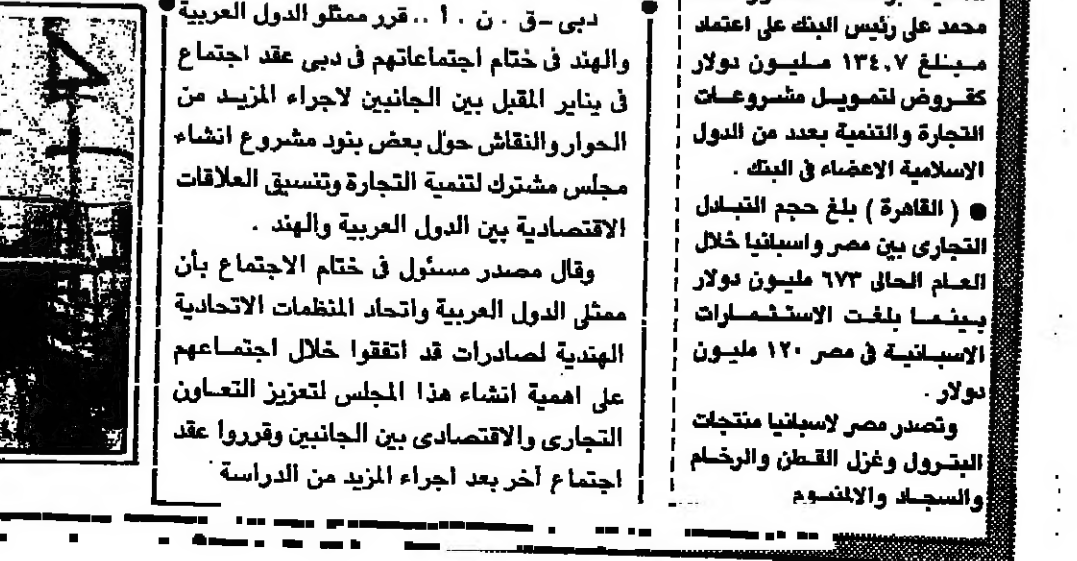 محمد على رئيس البنك على اعتماد
مبلغ ١٣٤,٧ مليون دولار
كقروض لتمويل مشروعات
التجارة والتنمية بعدد من الدول
الاسلامية الاعضاء فى البنك .
● ( القاهرة ) بلغ حجم التبادل
التجارى بين مصر واسبانيا خلال
العام الحالى ٦٧٣ مليون دولار
بينما بلغت الاستثمارات
الاسبانية فى مصر ١٢٠ مليون
دولار .
وتصدر مصر لاسبانيا منتجات
البترول وغزل القطن والرخام
والسجاد والالمنيوم
● دبى - ق . ن . أ .. قرر ممثلو الدول العربية
والهند فى ختام اجتماعاتهم فى دبى عقد اجتماع
فى يناير المقبل بين الجانبين لاجراء المزيد من
الحوار والنقاش حول بعض بنود مشروع انشاء
مجلس مشترك لتنمية التجارة وتنسيق العلاقات
الاقتصادية بين الدول العربية والهند .
وقال مصدر مسئول فى ختام الاجتماع بأن
ممثلى الدول العربية واتحاد المنظمات الاتحادية
الهندية لصادرات قد اتفقوا خلال اجتماعهم
على اهمية انشاء هذا المجلس لتعزيز التعاون
التجارى والاقتصادى بين الجانبين وقرروا عقد
اجتماع آخر بعد اجراء المزيد من الدراسة